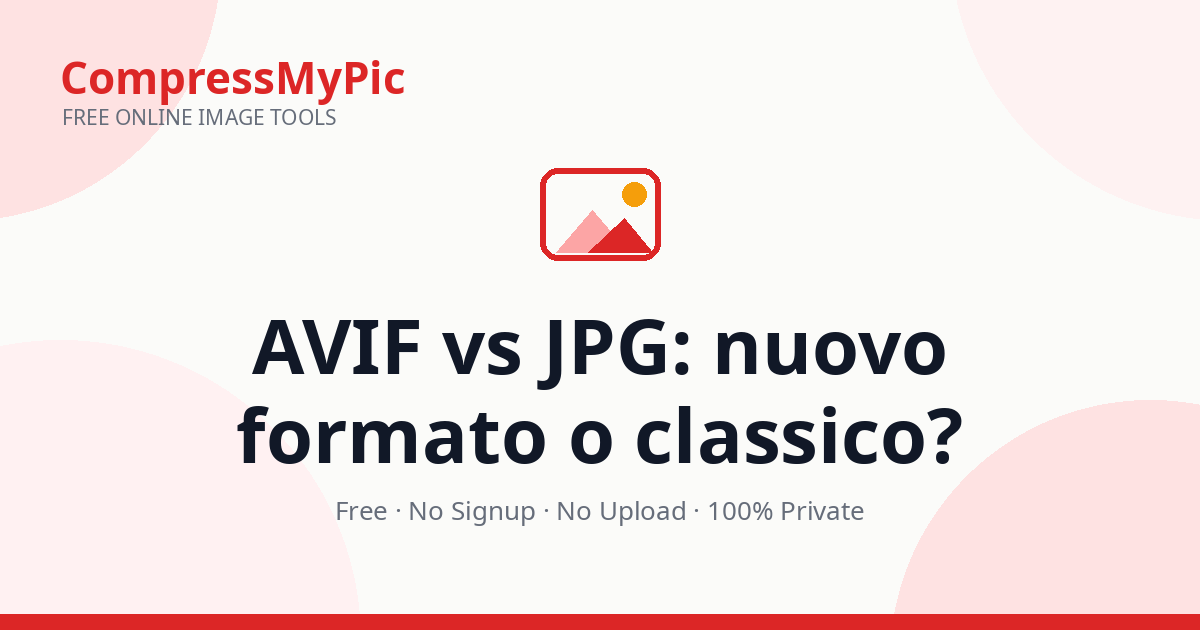 CompressMyPic
FREE ONLINE IMAGE TOOLS
AVIF vs JPG: nuovo
formato o classico?
Free · No Signup · No Upload · 100% Private